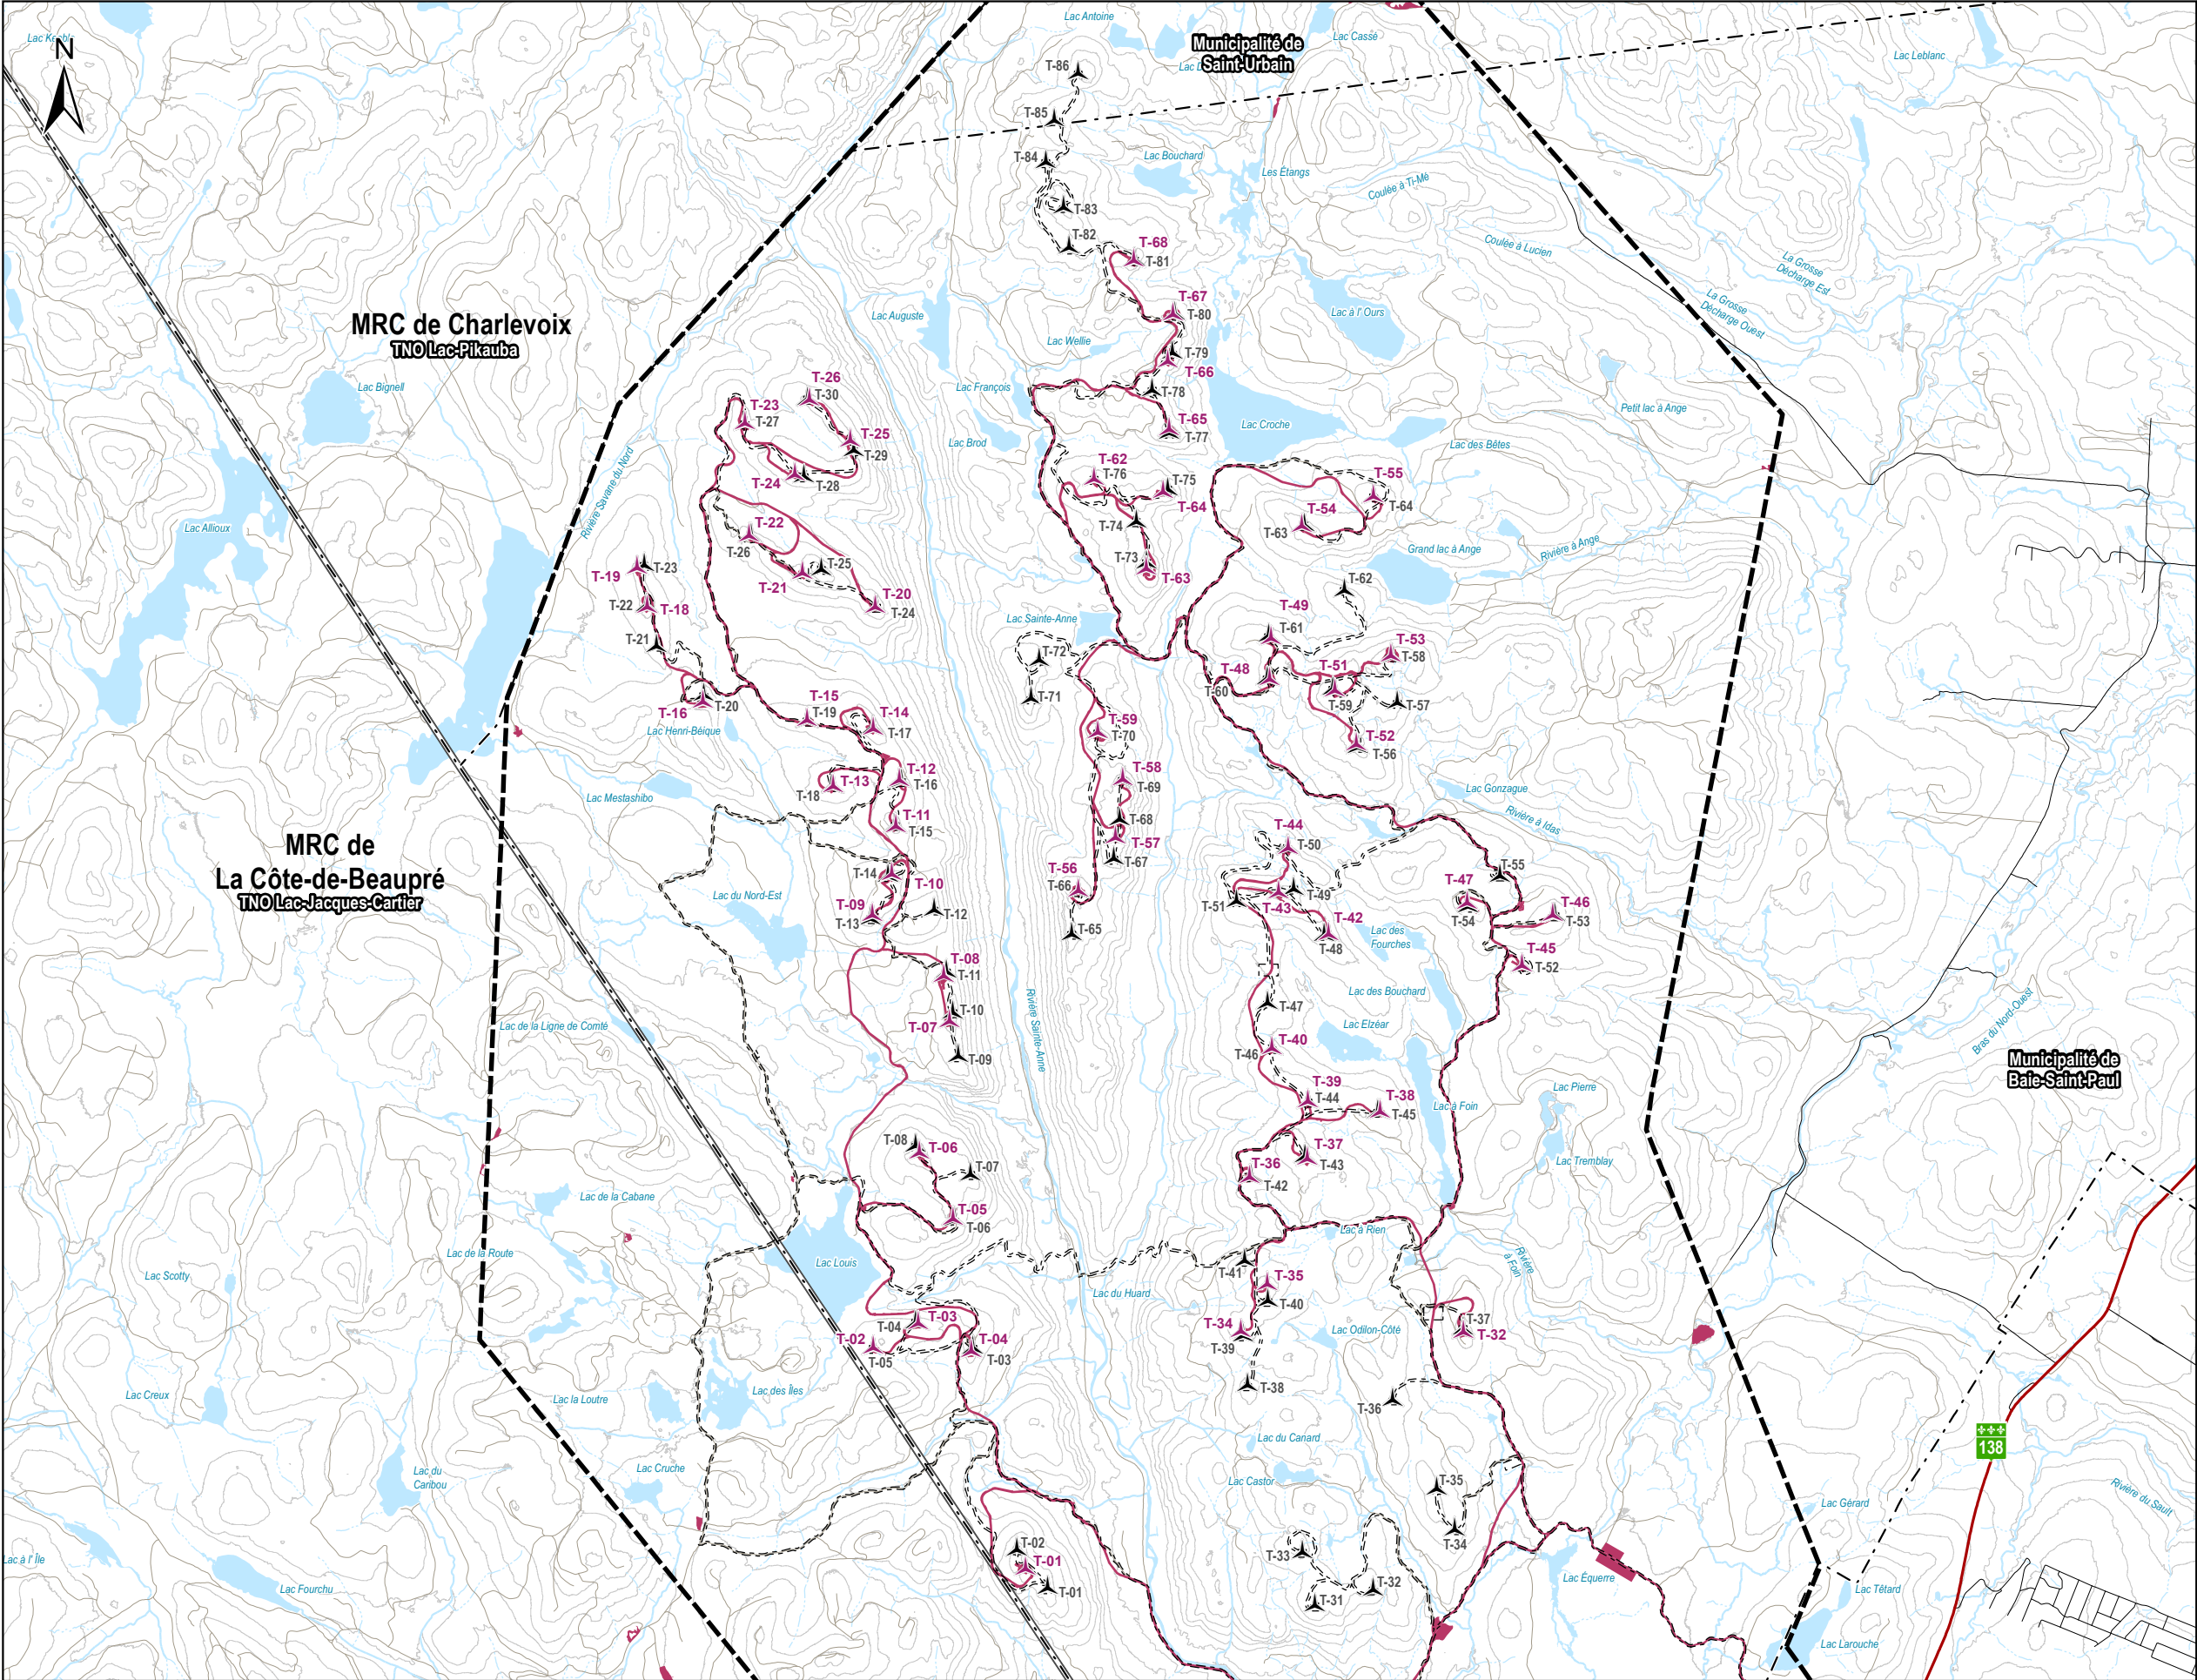 Lac Antoine
Municipalité de
Saint-Urbain
Lac Cassé
Lac Leblanc
N
T-86
T-85
T-84
Lac Bouchard
Les Étangs
Coulée à Ti-Mé
T-83
T-82
T-68
T-81
Coulée à Lucien
La Grosse
Décharge Est
La Grosse
Décharge Ouest
MRC de Charlevoix
TNO Lac-Pikauba
Lac Auguste
T-67
T-80
Lac à l' Ours
Lac Wellie
T-79
T-66
Lac Bignell
Lac François
T-78
T-26
T-30
T-23
T-27
T-65
T-77
Lac Croche
Petit lac à Ange
Lac Brod
Lac des Bêtes
T-25
T-29
T-24
T-28
Rivière Savane du Nord
T-62
T-76
T-75
T-64
T-55
T-64
T-54
T-63
Lac Allioux
T-22
T-26
T-74
Grand lac à Ange
Rivière à Ange
T-73
T-63
T-19
T-23
T-25
T-21
T-62
T-22
T-18
T-20
T-24
Lac Sainte-Anne
T-49
T-61
T-21
T-53
T-58
T-72
T-48
T-51
T-60
T-71
T-59
T-57
T-16
T-20
T-15
T-19
T-14
T-17
Lac Henri-Béique
T-59
T-70
T-52
T-56
Lac Mestashibo
T-12
T-16
T-13
T-18
T-58
T-69
Lac Gonzague
Rivière à Idas
T-11
T-15
T-68
T-57
T-67
T-44
T-50
MRC de
La Côte-de-Beaupré
TNO Lac-Jacques-Cartier
T-14
T-10
T-55
Lac du Nord-Est
T-56
T-66
T-49
T-51
T-43
T-47
T-54
T-09
T-13
T-12
T-42
T-48
T-46
T-53
T-65
Lac des
Fourches
T-45
T-52
T-08
T-11
Lac des Bouchard
T-10
T-07
T-47
Rivière Sainte-Anne
Lac de la Ligne de Comté
Lac Elzéar
Bras du Nord-Ouest
T-09
T-46
T-40
Municipalité de
Baie-Saint-Paul
T-39
T-44
T-38
T-45
Lac Pierre
Lac à Foin
T-08
T-06
T-37
T-43
T-07
T-36
T-42
Lac Tremblay
Lac de la Cabane
T-05
T-06
Lac à Rien
Lac de la Route
Lac Louis
T-41
Rivière
à Foin
Lac Scotty
T-35
Lac du Huard
T-40
T-04
T-03
T-34
T-39
Lac Odilon-Côté
T-37
T-32
T-02
T-05
T-04
T-03
Lac Creux
Lac la Loutre
Lac des Îles
T-38
T-36
Lac du Canard
138
Lac du
Caribou
Lac Cruche
Lac Castor
T-35
Rivière du Sault
Lac Gérard
T-34
Lac à l' Île
T-02
T-01
T-01
T-33
Lac Fourchu
T-32
T-31
Lac Équerre
Lac Têtard
Lac Larouche